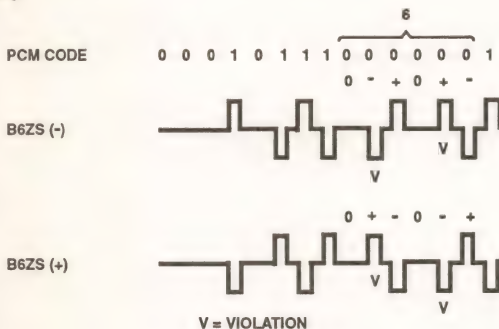 6
PCM CODE 0 0 0 1 0 1 1 1 0 0 0 0 0 0 1
0 - + 0 + -
B6ZS (-)
V
V
0 + - 0 - +
B6ZS (+)
V
V
V = VIOLATION